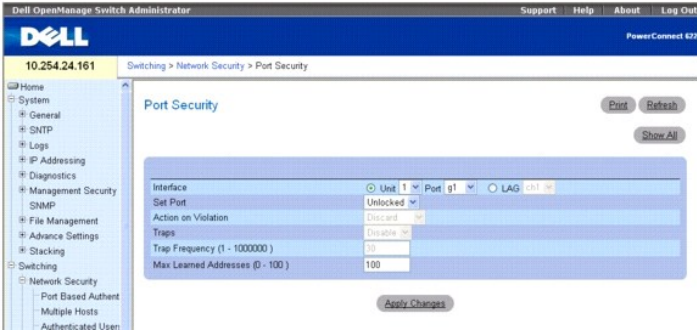 Dell OpenManage Switch Administrator
Support Help About Log Out
DELL
PowerConnect 622
10.254.24.161
Switching > Network Security > Port Security
Home
System
General
SNTP
Logs
IP Addressing
Diagnostics
Management Security
SNMP
File Management
Advance Settings
Stacking
Switching
Network Security
Port Based Authent
Multiple Hosts
Authenticated User
Port Security
Print Refresh
Show All
Interface Unit 1 Port g1 LAG ch1
Set Port Unlocked
Action on Violation Discard
Traps Disable
Trap Frequency (1 - 1000000 ) 30
Max Learned Addresses (0 - 100 ) 100
Apply Changes